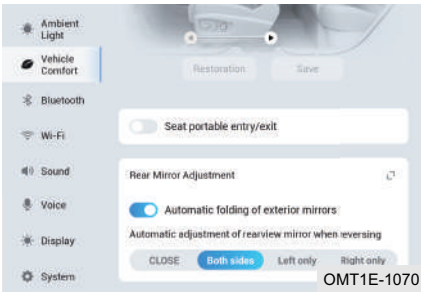 Ambient
Light
Vehicle
Comfort
Restoration Save
Bluetooth
Seat portable entry/exit
Wi-Fi
Sound
Rear Mirror Adjustment
Voice
Automatic folding of exterior mirrors
Automatic adjustment of rearview mirror when reversing
Display
CLOSE Both sides Left only Right only
System
OMT1E-1070